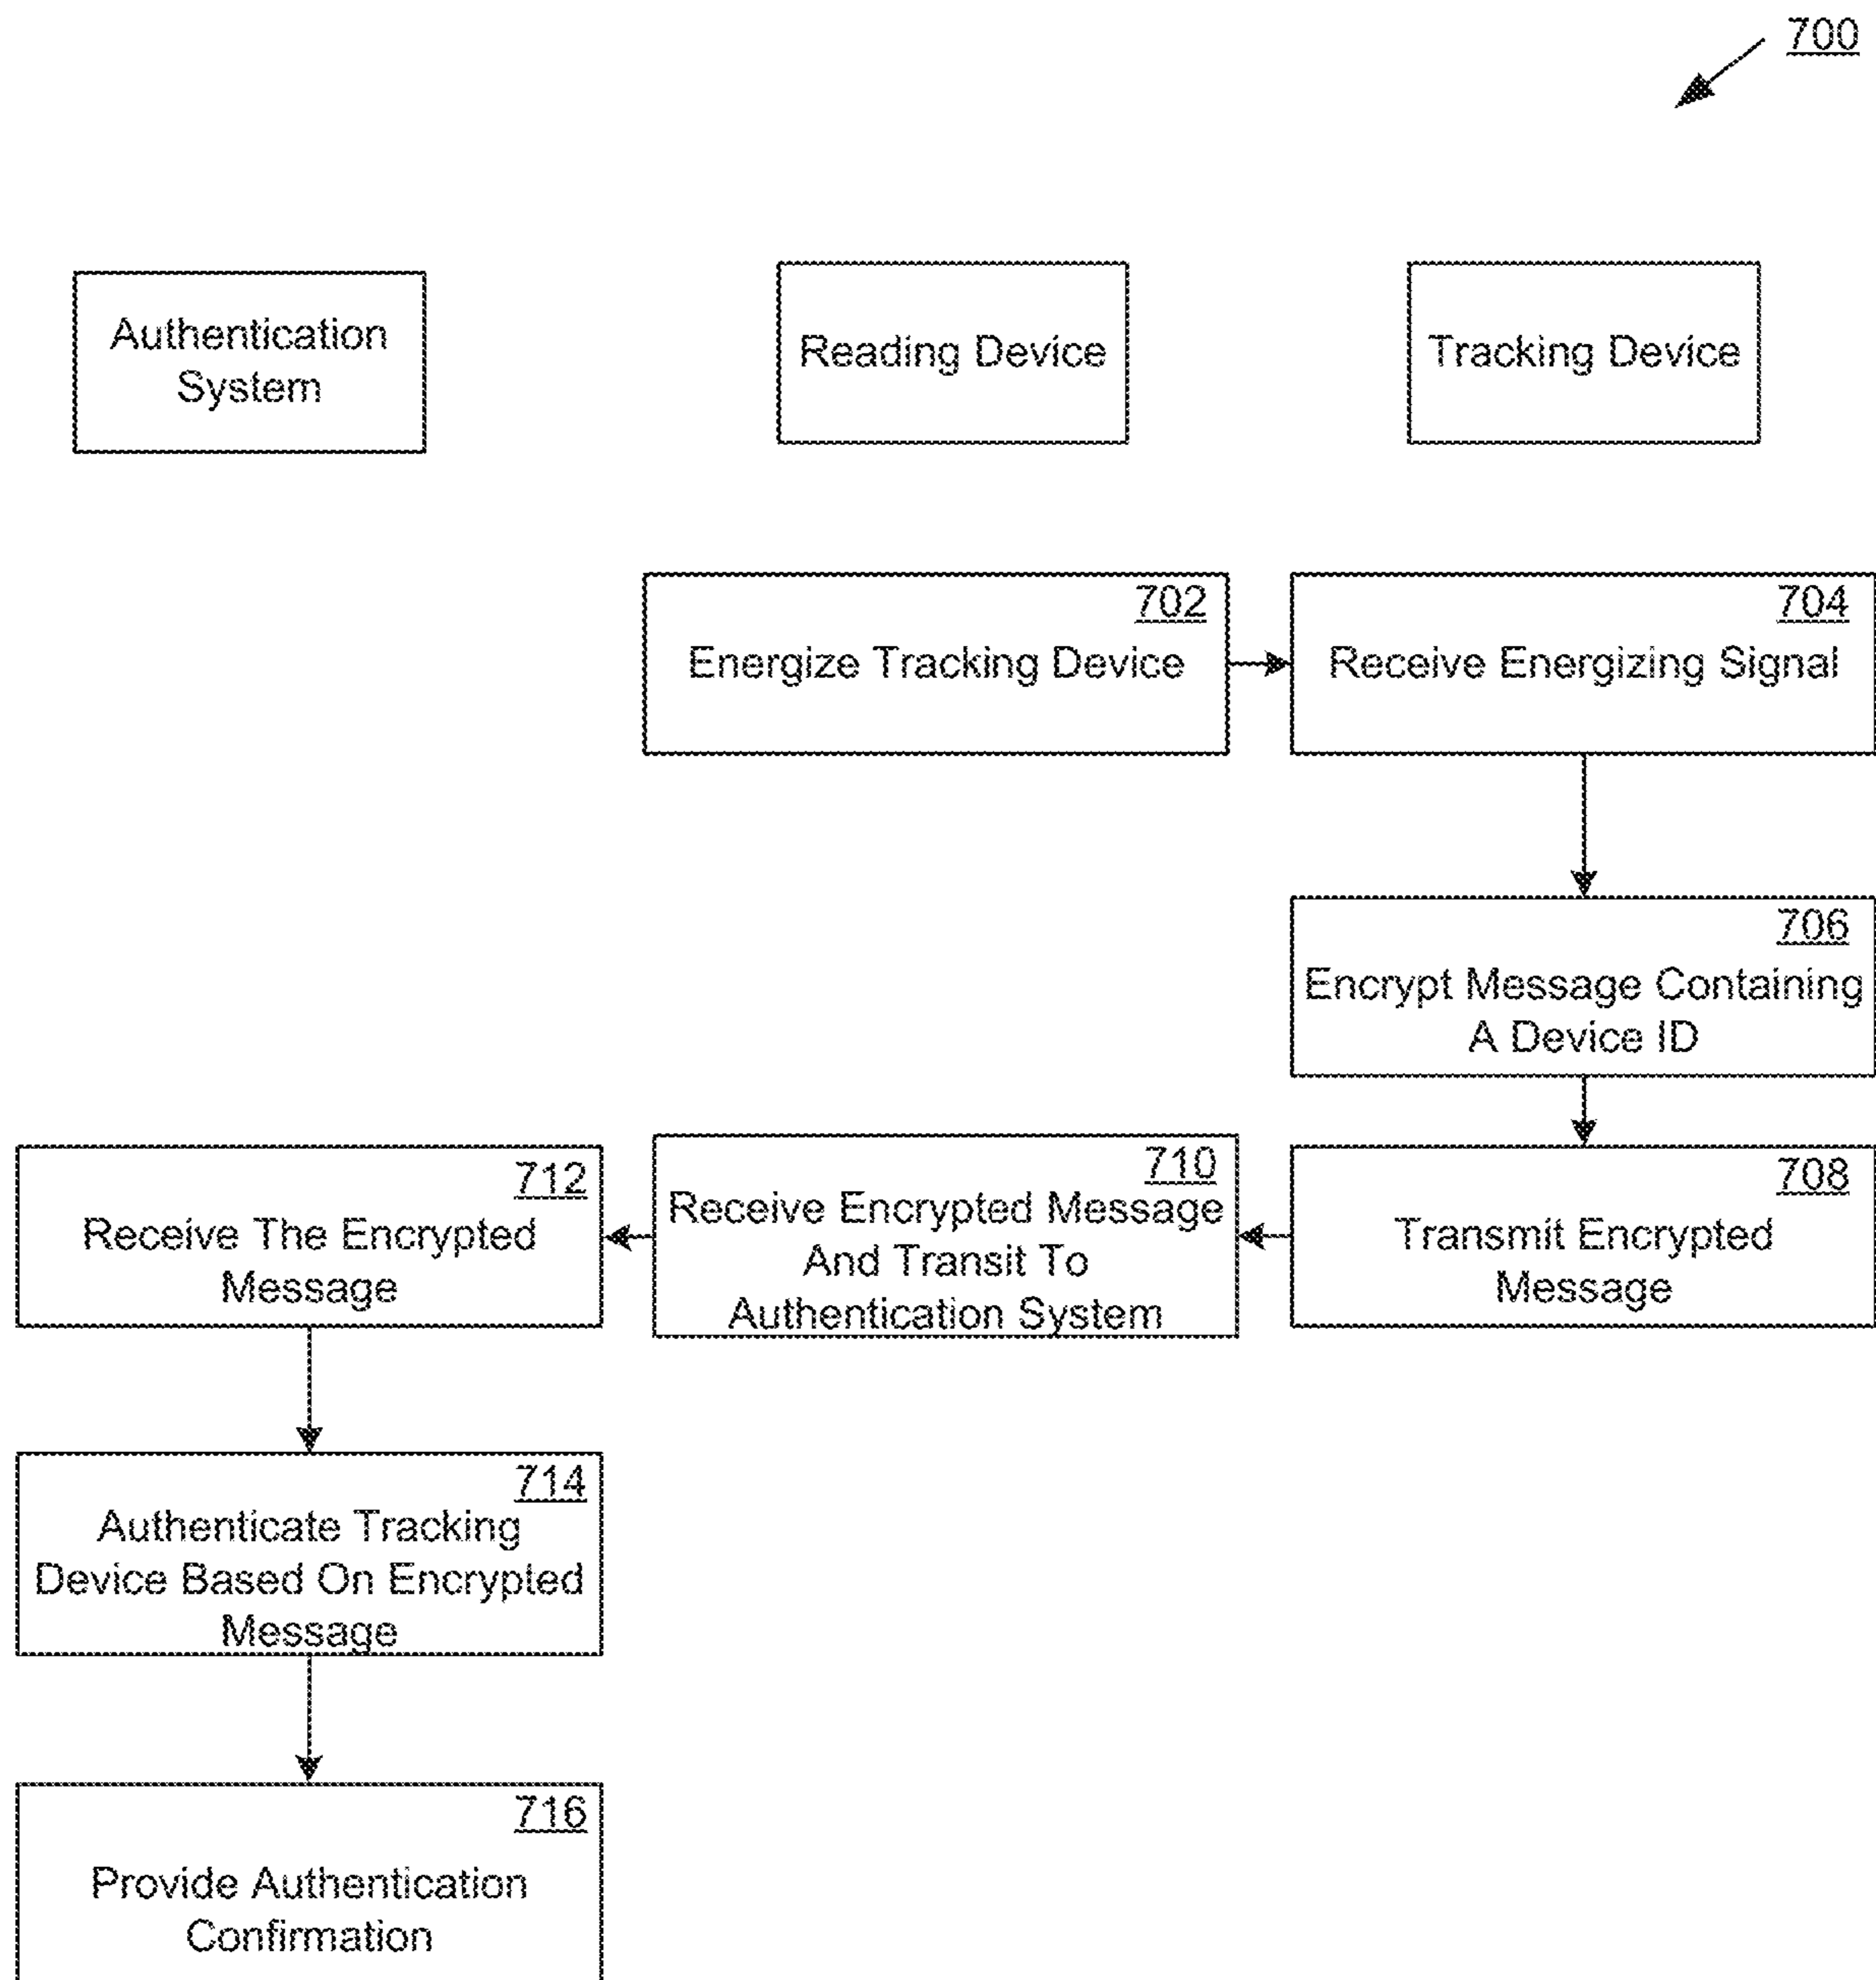 700
Authentication
System
Reading Device
Tracking Device
702
Energize Tracking Device
704
Receive Energizing Signal
706
Encrypt Message Containing
A Device ID
708
Transmit Encrypted
Message
710
Receive Encrypted Message
And Transit To
Authentication System
712
Receive The Encrypted
Message
714
Authenticate Tracking
Device Based On Encrypted
Message
716
Provide Authentication
Confirmation